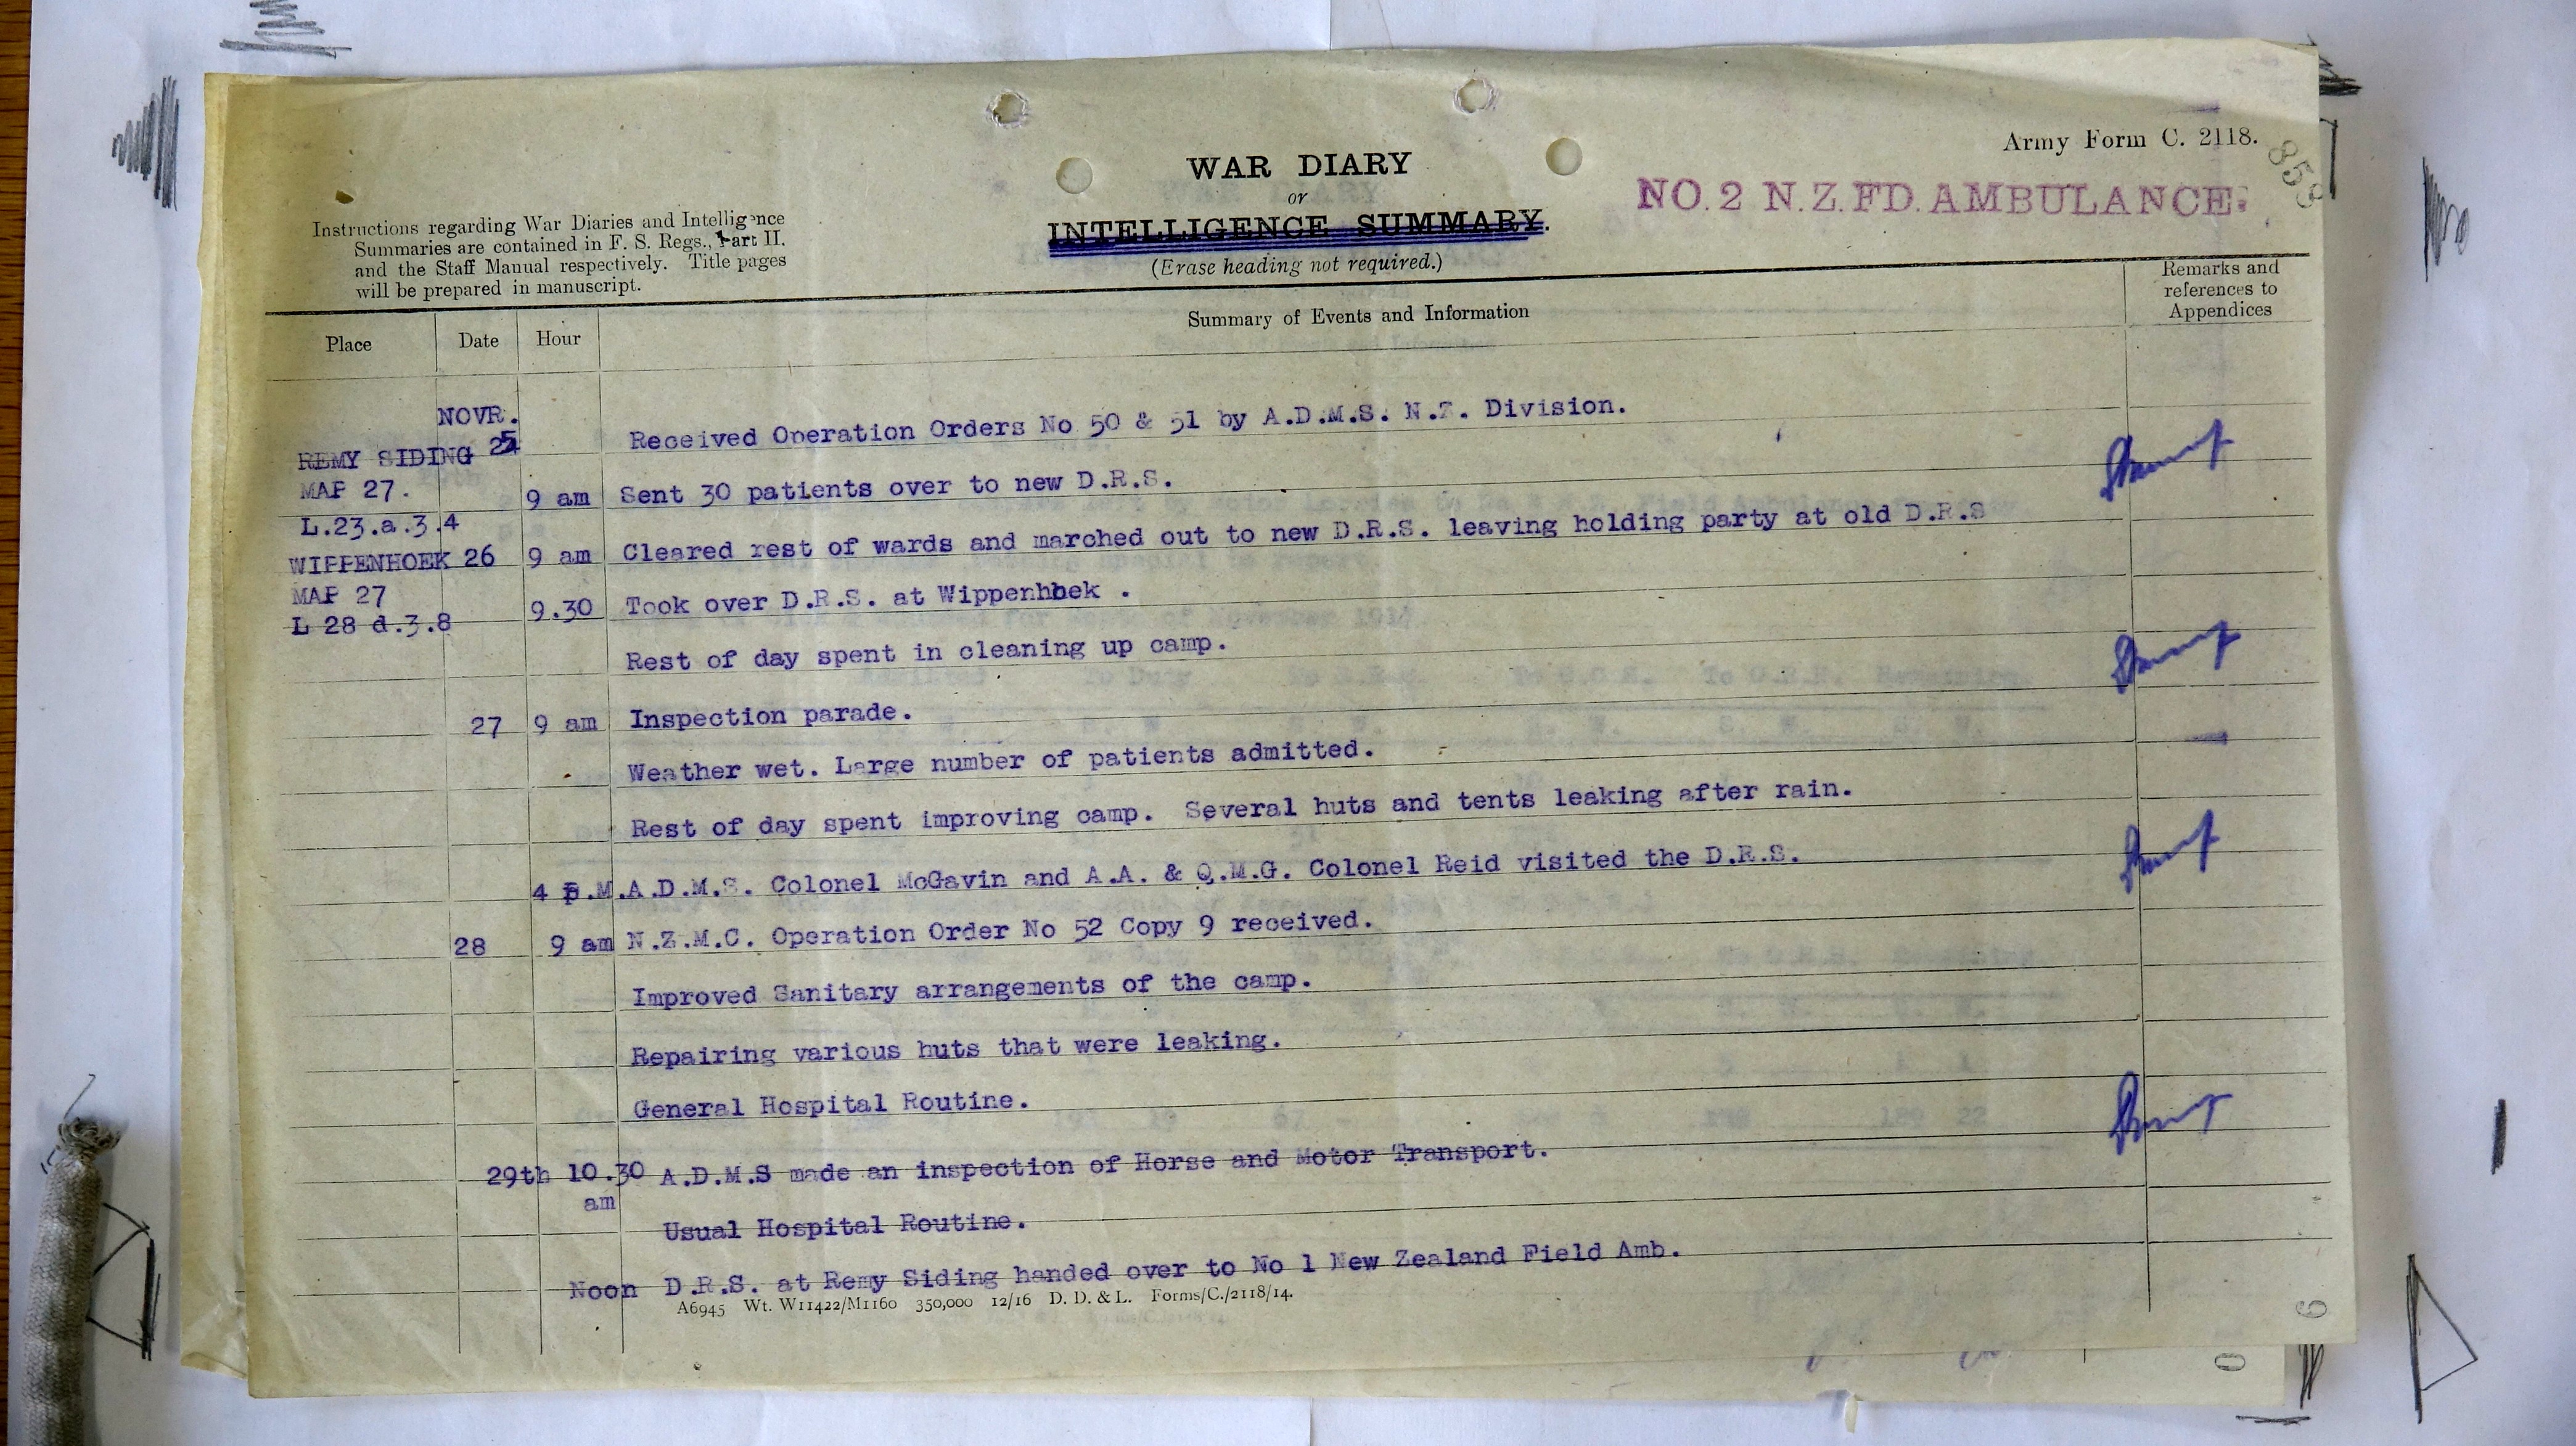 Army Form C. 2118.
858
WAR DIARY
or
INTELLIGENCE SUMMARY.
(Erase heading not required.)
NO. 2 N.Z. FD. AMBULANCE.
Instructions regarding War Diaries and Intelligence
Summaries are contained in F. S. Regs., Part II.
and the Staff Manual respectively. Title pages
will be prepared in manuscript.
Place Date Hour Summary of Events and Information Remarks and
references to
Appendices
NOVR.
REMY SIDING 25 Received Operation Orders No 50 & 51 by A.D.M.S. N.Z. Division.
MAP 27. 9 am Sent 30 patients over to new D.R.S.
L.23.a.3.4
WIPPENHOEK 26 9 am Cleared rest of wards and marched out to new D.R.S. leaving holding party at old D.R.S
MAP 27 9.30 Took over D.R.S. at Wippenhoek .
L 28 d.3.8
Rest of day spent in cleaning up camp.
27 9 am Inspection parade.
Weather wet. Large number of patients admitted.
Rest of day spent improving camp. Several huts and tents leaking after rain.
4 p.M. A.D.M.S. Colonel McGavin and A.A. & Q.M.G. Colonel Reid visited the D.R.S.
28 9 am N.Z.M.C. Operation Order No 52 Copy 9 received.
Improved Sanitary arrangements of the camp.
Repairing various huts that were leaking.
General Hospital Routine.
29th 10.30 A.D.M.S made an inspection of Horse and Motor Transport.
am
Usual Hospital Routine.
Noon D.R.S. at Remy Siding handed over to No 1 New Zealand Field Amb.
A6945 Wt. W11422/M1160 350,000 12/16 D. D. & L. Forms/C./2118/14.